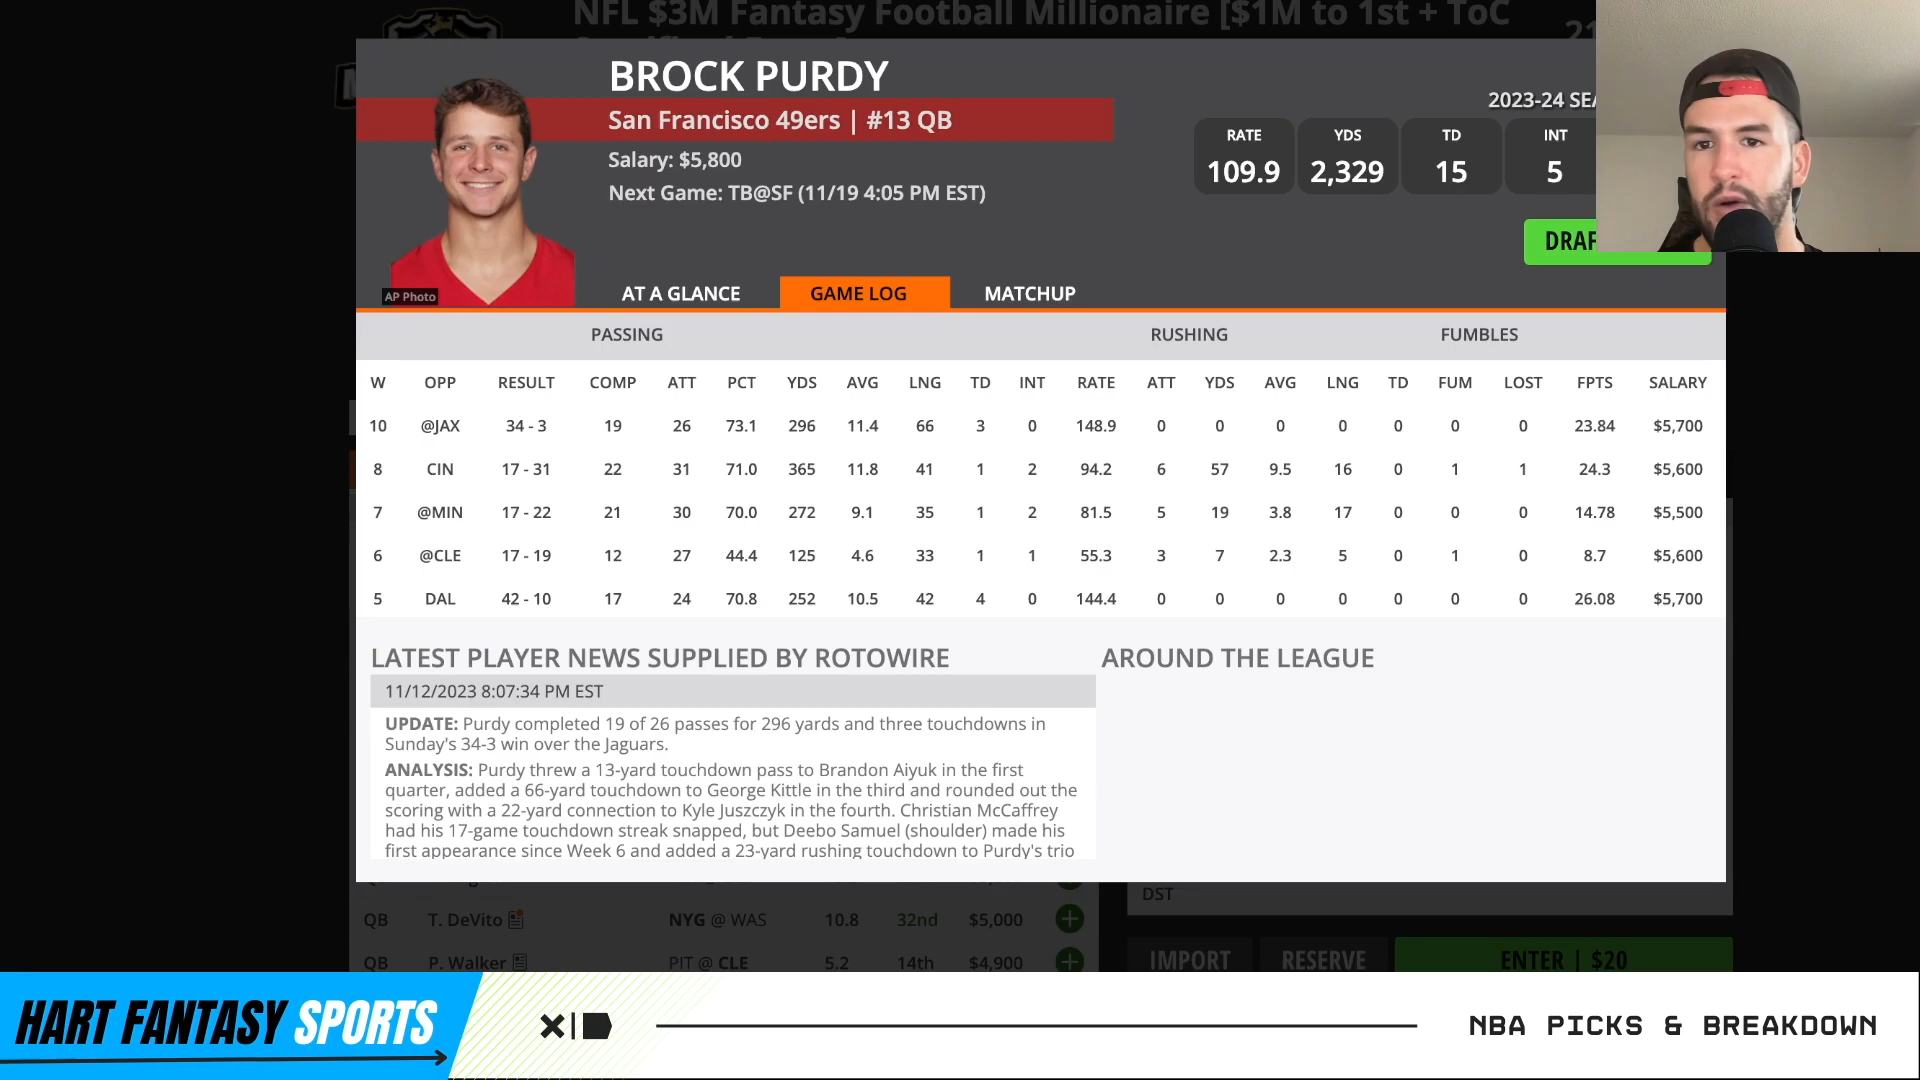 NFL $3M Fantasy Football Millionaire [$1M to 1st + ToC
BROCK PURDY
San Francisco 49ers | #13 QB
Salary: $5,800
Next Game: TB@SF (11/19 4:05 PM EST)
2023-24 SEA
RATE YDS TD INT
109.9 2,329 15 5
DRAF
AP Photo
AT A GLANCE GAME LOG MATCHUP
PASSING RUSHING FUMBLES
W OPP RESULT COMP ATT PCT YDS AVG LNG TD INT RATE ATT YDS AVG LNG TD FUM LOST FPTS SALARY
10 @JAX 34 - 3 19 26 73.1 296 11.4 66 3 0 148.9 0 0 0 0 0 0 0 23.84 $5,700
8 CIN 17 - 31 22 31 71.0 365 11.8 41 1 2 94.2 6 57 9.5 16 0 1 1 24.3 $5,600
7 @MIN 17 - 22 21 30 70.0 272 9.1 35 1 2 81.5 5 19 3.8 17 0 0 0 14.78 $5,500
6 @CLE 17 - 19 12 27 44.4 125 4.6 33 1 1 55.3 3 7 2.3 5 0 1 0 8.7 $5,600
5 DAL 42 - 10 17 24 70.8 252 10.5 42 4 0 144.4 0 0 0 0 0 0 0 26.08 $5,700
LATEST PLAYER NEWS SUPPLIED BY ROTOWIRE
AROUND THE LEAGUE
11/12/2023 8:07:34 PM EST
UPDATE: Purdy completed 19 of 26 passes for 296 yards and three touchdowns in
Sunday's 34-3 win over the Jaguars.
ANALYSIS: Purdy threw a 13-yard touchdown pass to Brandon Aiyuk in the first
quarter, added a 66-yard touchdown to George Kittle in the third and rounded out the
scoring with a 22-yard connection to Kyle Juszczyk in the fourth. Christian McCaffrey
had his 17-game touchdown streak snapped, but Deebo Samuel (shoulder) made his
first appearance since Week 6 and added a 23-yard rushing touchdown to Purdy's trio
DST
QB T. DeVito NYG @ WAS 10.8 32nd $5,000
QB P. Walker PIT @ CLE 5.2 14th $4,900
IMPORT RESERVE ENTER | $20
HART FANTASY SPORTS
NBA PICKS & BREAKDOWN